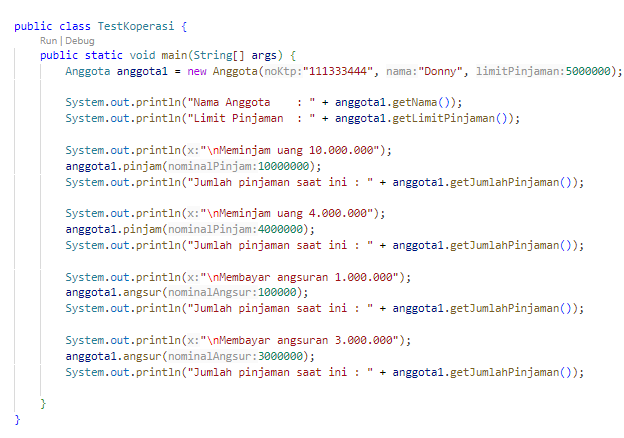 public class TestKoperasi {
Run | Debug
public static void main(String[] args) {
Anggota anggota1 = new Anggota(noKtp:"111333444", nama:"Donny", limitPinjaman:5000000);
System.out.println("Nama Anggota    : " + anggota1.getNama());
System.out.println("Limit Pinjaman  : " + anggota1.getLimitPinjaman());
System.out.println(x:"\nMeminjam uang 10.000.000");
anggota1.pinjam(nominalPinjam:10000000);
System.out.println("Jumlah pinjaman saat ini : " + anggota1.getJumlahPinjaman());
System.out.println(x:"\nMeminjam uang 4.000.000");
anggota1.pinjam(nominalPinjam:4000000);
System.out.println("Jumlah pinjaman saat ini : " + anggota1.getJumlahPinjaman());
System.out.println(x:"\nMembayar angsuran 1.000.000");
anggota1.angsur(nominalAngsur:100000);
System.out.println("Jumlah pinjaman saat ini : " + anggota1.getJumlahPinjaman());
System.out.println(x:"\nMembayar angsuran 3.000.000");
anggota1.angsur(nominalAngsur:3000000);
System.out.println("Jumlah pinjaman saat ini : " + anggota1.getJumlahPinjaman());
}
}